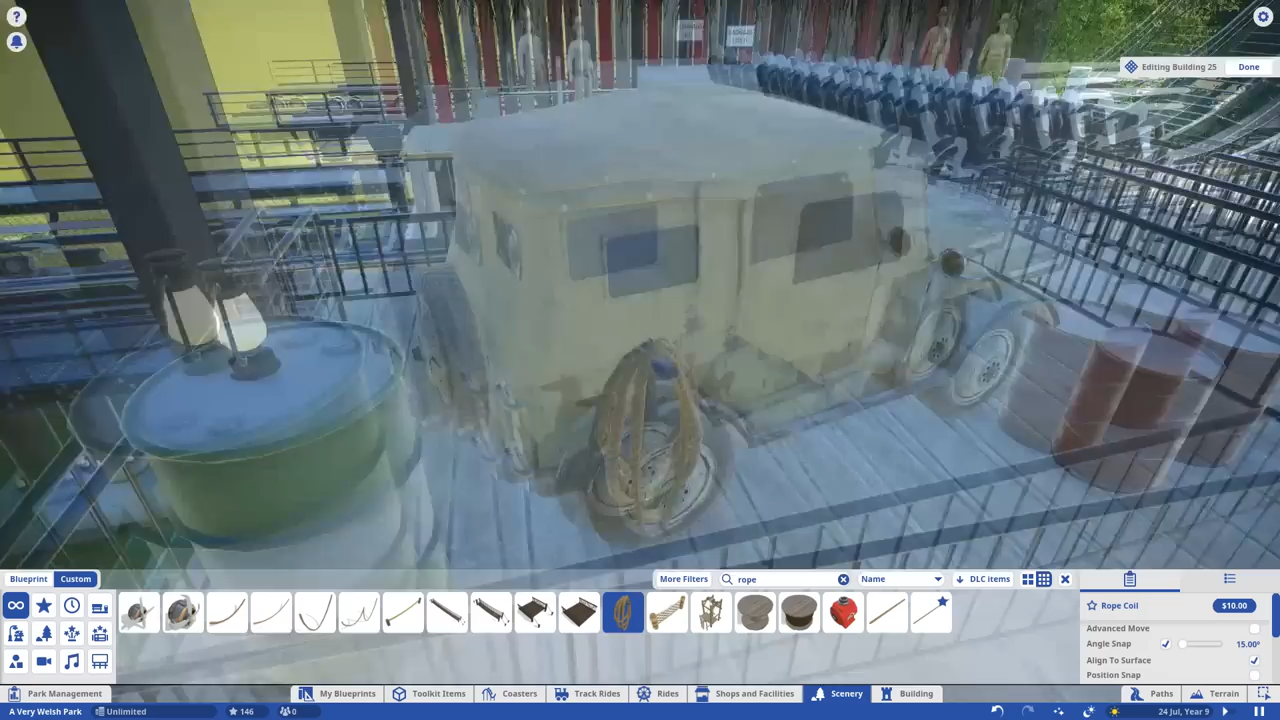 Editing Building 25
Done
Blueprint
Custom
More Filters
rope
Name
DLC items
Rope Coil
$10.00
Advanced Move
Angle Snap
15.00°
Align To Surface
Position Snap
Park Management
My Blueprints
Toolkit Items
Coasters
Track Rides
Rides
Shops and Facilities
Scenery
Building
Paths
Terrain
A Very Welsh Park
Unlimited
146
0
24 Jul, Year 9